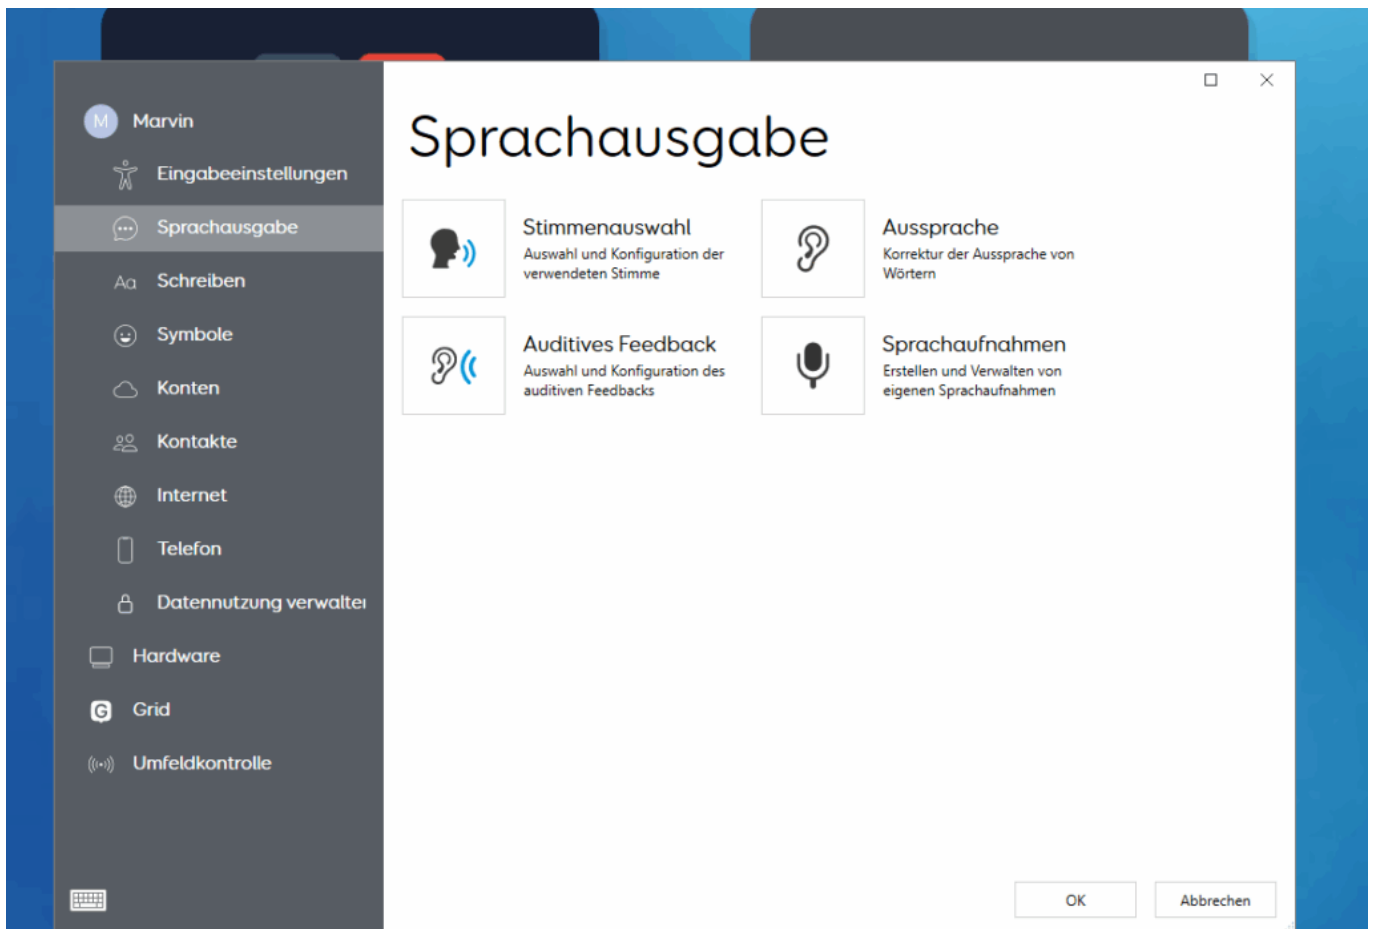 M Marvin
Eingabeeinstellungen
Sprachausgabe
Aa Schreiben
Symbole
Konten
Kontakte
Internet
Telefon
Datennutzung verwalte
Hardware
G Grid
Umfeldkontrolle
Sprachausgabe
Stimmenauswahl
Auswahl und Konfiguration der
verwendeten Stimme
Aussprache
Korrektur der Aussprache von
Wörtern
Auditives Feedback
Auswahl und Konfiguration des
auditiven Feedbacks
Sprachaufnahmen
Erstellen und Verwalten von
eigenen Sprachaufnahmen
OK
Abbrechen